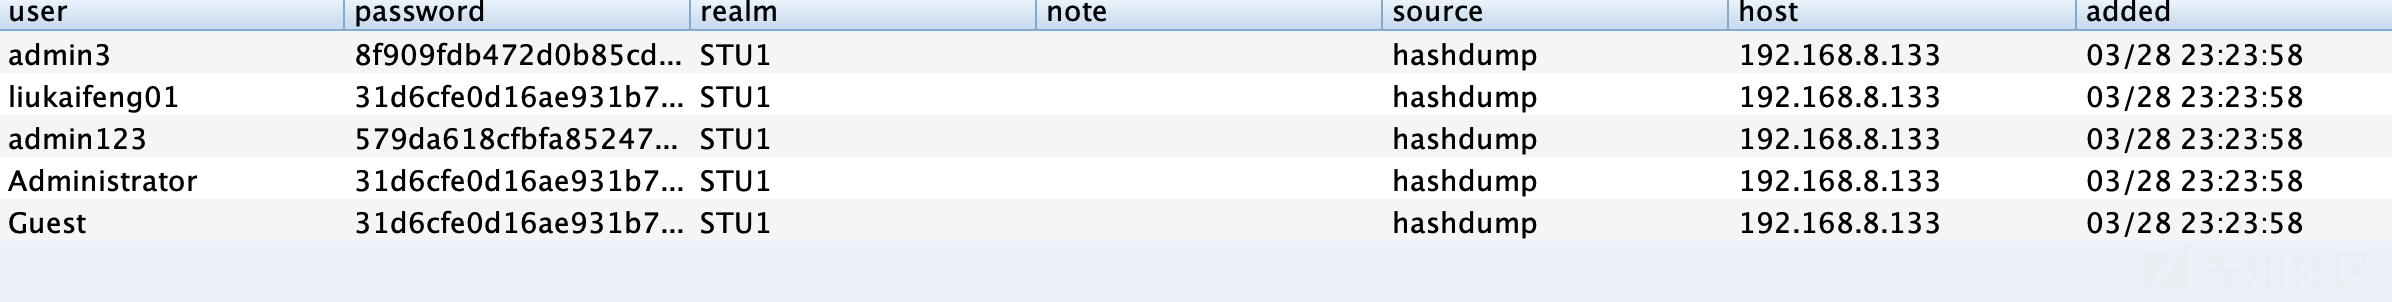 user password realm note source host added
admin3 8f909fdb472d0b85cd... STU1 hashdump 192.168.8.133 03/28 23:23:58
liukaifeng01 31d6cfe0d16ae931b7... STU1 hashdump 192.168.8.133 03/28 23:23:58
admin123 579da618cfbfa85247... STU1 hashdump 192.168.8.133 03/28 23:23:58
Administrator 31d6cfe0d16ae931b7... STU1 hashdump 192.168.8.133 03/28 23:23:58
Guest 31d6cfe0d16ae931b7... STU1 hashdump 192.168.8.133 03/28 23:23:58
先知社区